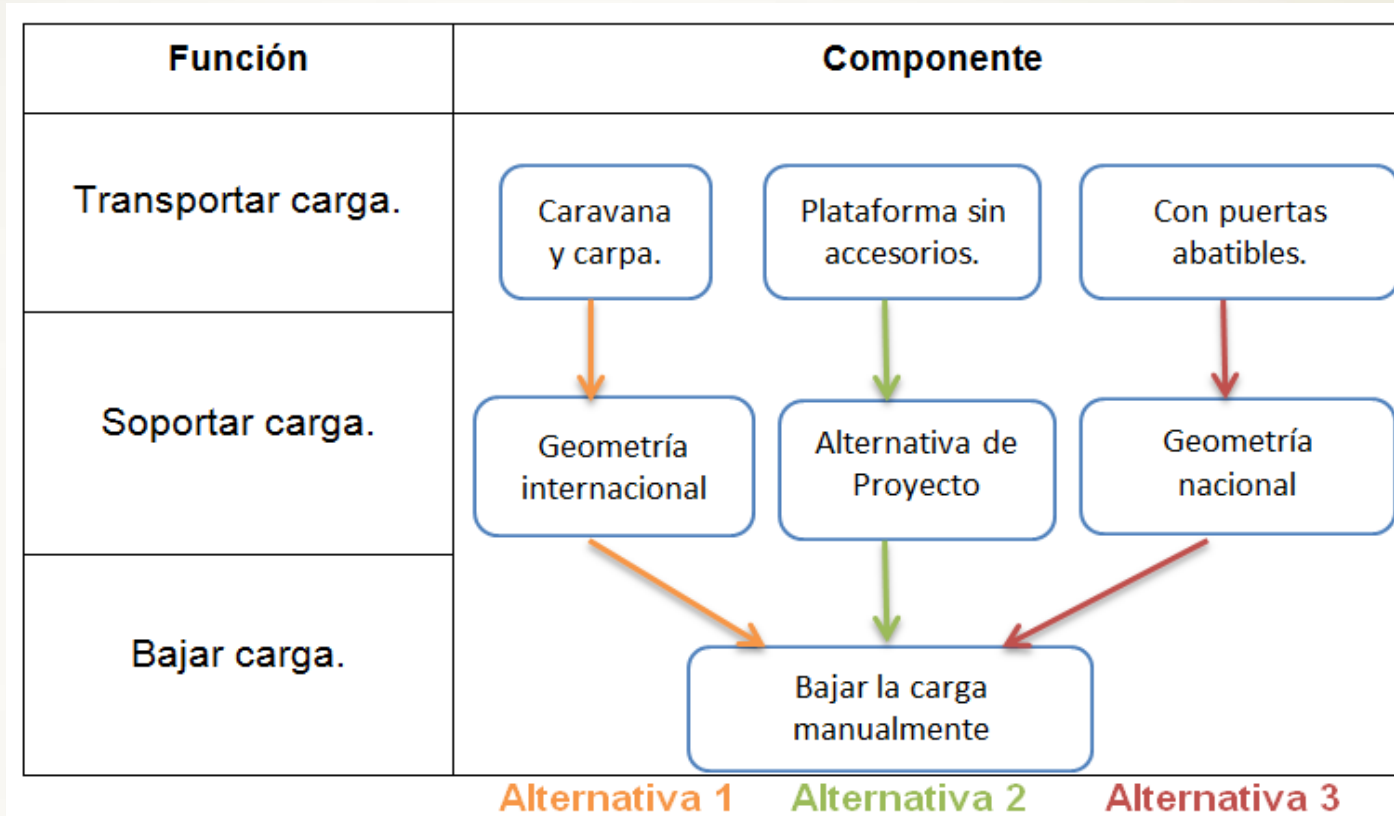 Función
Componente
Transportar carga.
Caravana
y carpa.
Plataforma sin
accesorios.
Con puertas
abatibles.
Soportar carga.
Geometría
internacional
Alternativa de
Proyecto
Geometría
nacional
Bajar carga.
Bajar la carga
manualmente
Alternativa 1
Alternativa 2
Alternativa 3